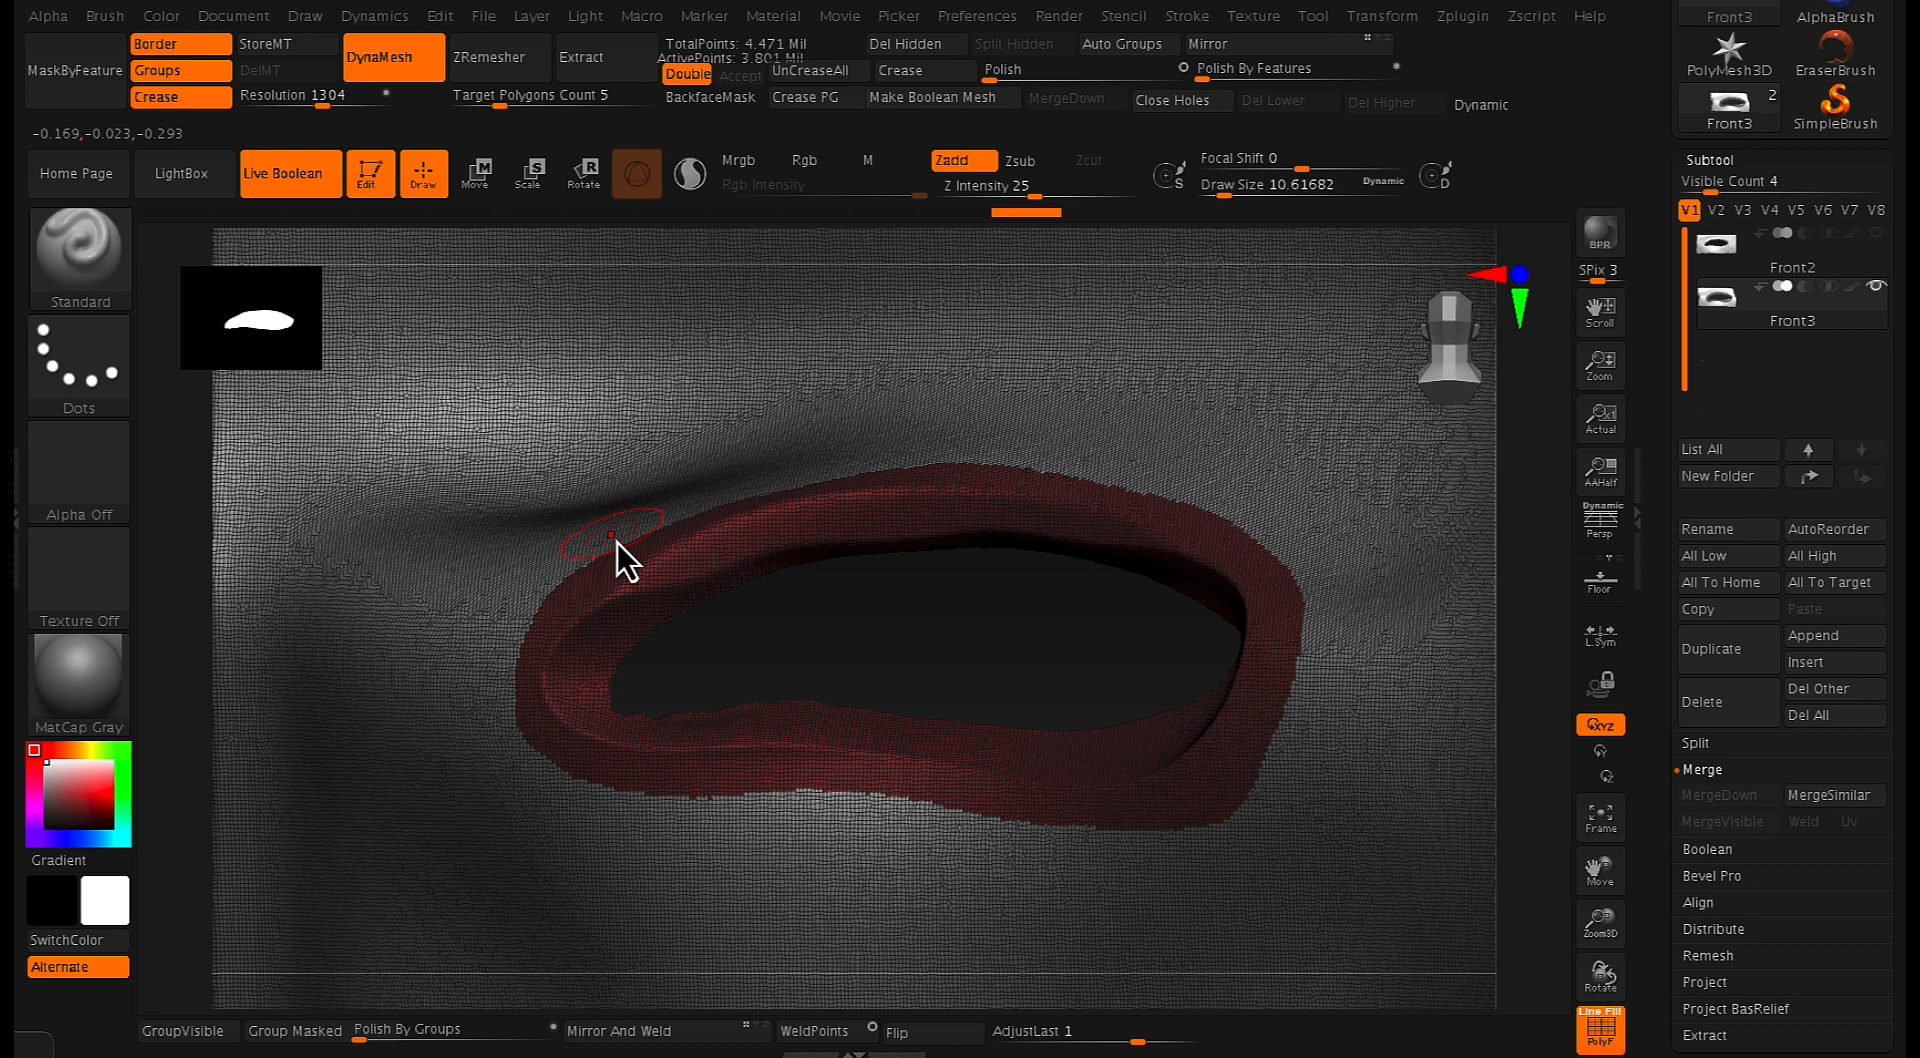 Alpha Brush Color Document Draw Dynamics Edit File Layer Light Macro Marker Material Movie Picker Preferences Render Stencil Stroke Texture Tool Transform Zplugin Zscript Help
Front3 AlphaBrush
MaskByFeature Border StoreMT DynaMesh ZRemesher Extract TotalPoints: 4.471 Mil Del Hidden Split Hidden Auto Groups Mirror
ActivePoints: 3.801 Mil
Groups DelMT Double Accept UnCreaseAll Crease Polish Polish By Features PolyMesh3D EraserBrush
Crease Resolution 1304 Target Polygons Count 5 BackfaceMask Crease PG Make Boolean Mesh MergeDown Close Holes Del Lower Del Higher Dynamic
2
Front3 SimpleBrush
-0.169,-0.023,-0.293
Home Page LightBox Live Boolean Edit Draw Move Scale Rotate Mrgb Rgb M Zadd Zsub Zcut Focal Shift 0
Rgb Intensity Z Intensity 25 S Draw Size 10.61682 Dynamic D
Subtool
Visible Count 4
V1 V2 V3 V4 V5 V6 V7 V8
Standard
Dots
Alpha Off
Texture Off
MatCap Gray
Gradient
SwitchColor
Alternate
BPR
SPix 3
Scroll
Zoom
Actual
AAHalf
Dynamic
Persp
Floor
L.Sym
XYZ
Y
Z
Frame
Move
Zoom3D
Rotate
Line Fill
PolyF
Front2
Front3
List All
New Folder
Rename AutoReorder
All Low All High
All To Home All To Target
Copy Paste
Duplicate Append
Insert
Delete Del Other
Del All
Split
Merge
MergeDown MergeSimilar
MergeVisible Weld Uv
Boolean
Bevel Pro
Align
Distribute
Remesh
Project
Project BasRelief
Extract
GroupVisible Group Masked Polish By Groups Mirror And Weld WeldPoints Flip AdjustLast 1